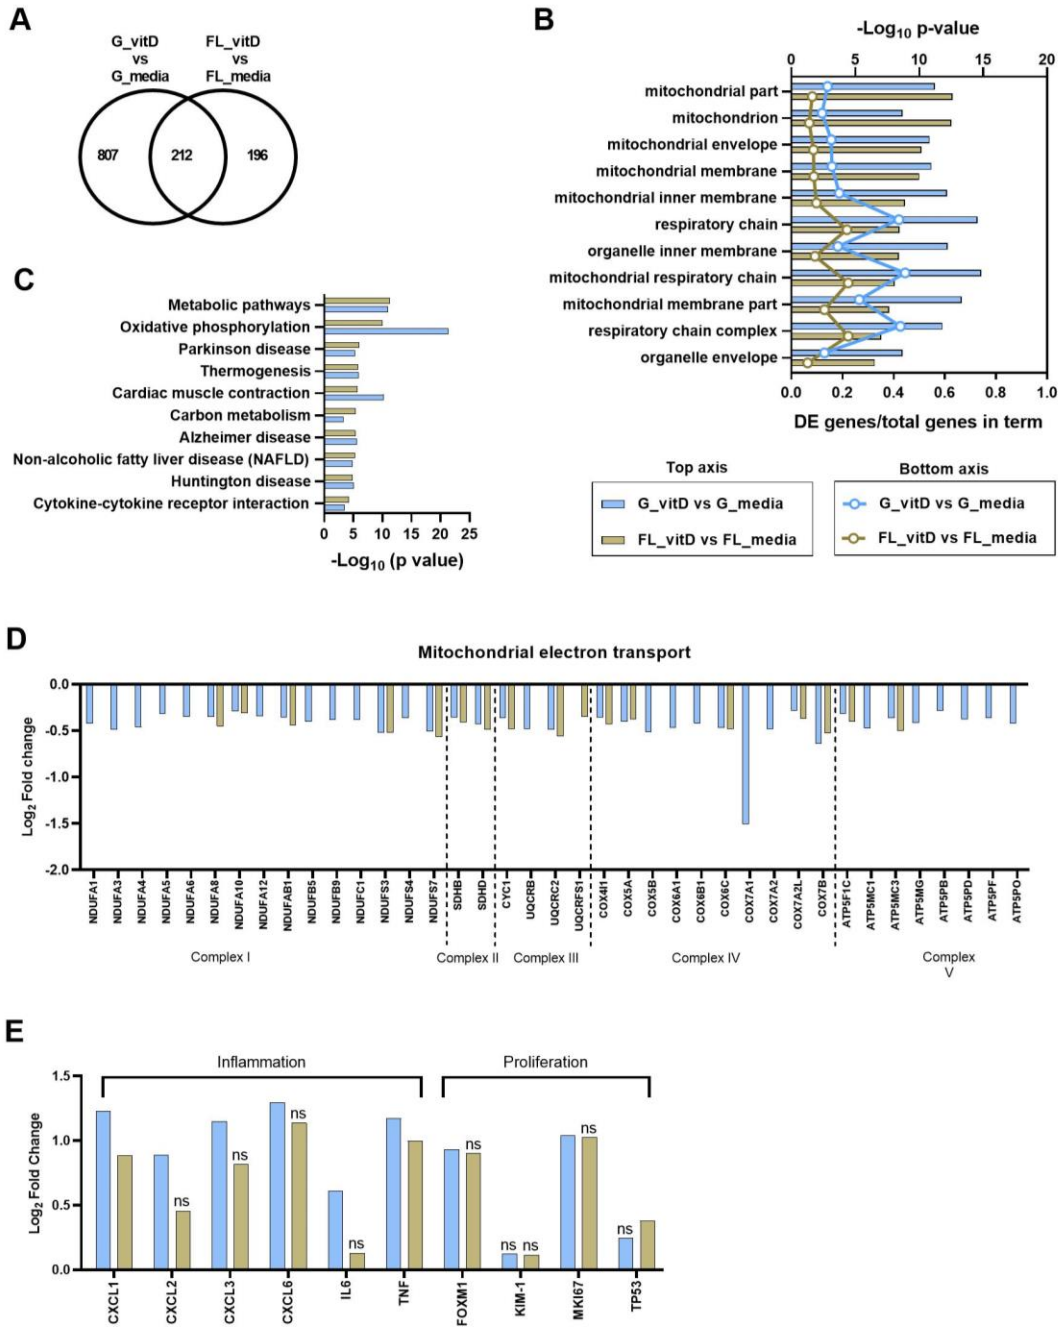 A
G_vitD
vs
G_media
FL_vitD
vs
FL_media
807
212
196
B
-Log10 p-value
0 5 10 15 20
mitochondrial part
mitochondrion
mitochondrial envelope
mitochondrial membrane
mitochondrial inner membrane
respiratory chain
organelle inner membrane
mitochondrial respiratory chain
mitochondrial membrane part
respiratory chain complex
organelle envelope
0.0 0.2 0.4 0.6 0.8 1.0
DE genes/total genes in term
Top axis
G_vitD vs G_media
FL_vitD vs FL_media
Bottom axis
G_vitD vs G_media
FL_vitD vs FL_media
C
Metabolic pathways
Oxidative phosphorylation
Parkinson disease
Thermogenesis
Cardiac muscle contraction
Carbon metabolism
Alzheimer disease
Non-alcoholic fatty liver disease (NAFLD)
Huntington disease
Cytokine-cytokine receptor interaction
0 5 10 15 20 25
-Log10 (p value)
D
Mitochondrial electron transport
Log2 Fold change
0.0
-0.5
-1.0
-1.5
-2.0
NDUFA1
NDUFA3
NDUFA4
NDUFA5
NDUFA6
NDUFA8
NDUFA10
NDUFA12
NDUFAB1
NDUFB5
NDUFB9
NDUFC1
NDUFS3
NDUFS4
NDUFS7
SDHB
SDHD
CYC1
UQCRB
UQCRC2
UQCRFS1
COX4I1
COX5A
COX5B
COX6A1
COX6B1
COX6C
COX7A1
COX7A2
COX7A2L
COX7B
ATP5F1C
ATP5MC1
ATP5MC3
ATP5MG
ATP5PB
ATP5PD
ATP5PF
ATP5PO
Complex I
Complex II
Complex III
Complex IV
Complex
V
E
Inflammation
Proliferation
Log2 Fold Change
1.5
1.0
0.5
0.0
ns
ns
ns
ns
ns
ns
ns
ns
ns
CXCL1
CXCL2
CXCL3
CXCL6
IL6
TNF
FOXM1
KIM-1
MKI67
TP53